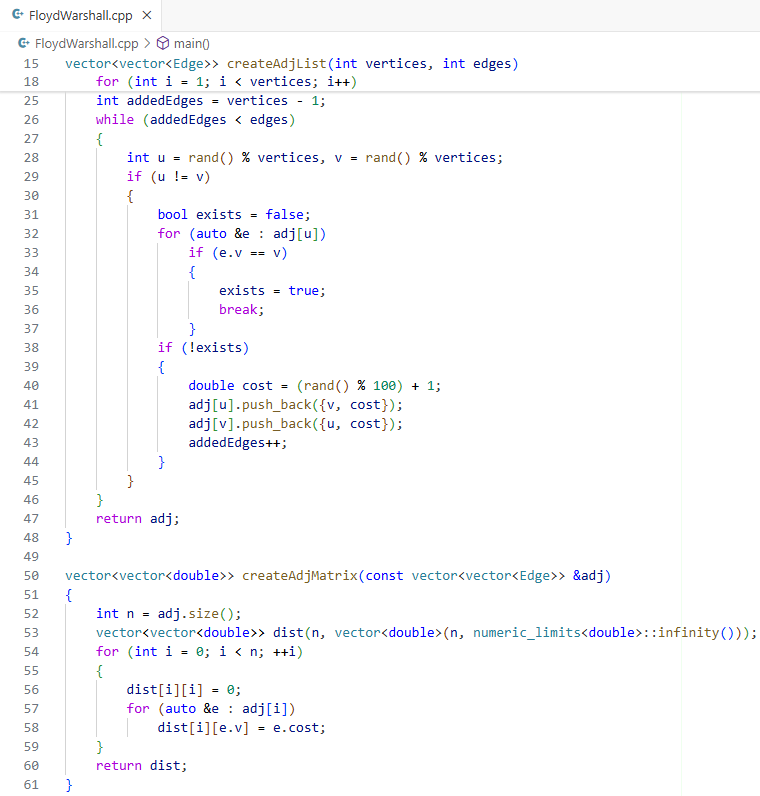 FloydWarshall.cpp
FloydWarshall.cpp > main()
15 vector<vector<Edge>> createAdjList(int vertices, int edges)
18     for (int i = 1; i < vertices; i++)
25     int addedEdges = vertices - 1;
26     while (addedEdges < edges)
27     {
28         int u = rand() % vertices, v = rand() % vertices;
29         if (u != v)
30         {
31             bool exists = false;
32             for (auto &e : adj[u])
33                 if (e.v == v)
34                 {
35                     exists = true;
36                     break;
37                 }
38             if (!exists)
39             {
40                 double cost = (rand() % 100) + 1;
41                 adj[u].push_back({v, cost});
42                 adj[v].push_back({u, cost});
43                 addedEdges++;
44             }
45         }
46     }
47     return adj;
48 }
49
50 vector<vector<double>> createAdjMatrix(const vector<vector<Edge>> &adj)
51 {
52     int n = adj.size();
53     vector<vector<double>> dist(n, vector<double>(n, numeric_limits<double>::infinity()));
54     for (int i = 0; i < n; ++i)
55     {
56         dist[i][i] = 0;
57         for (auto &e : adj[i])
58             dist[i][e.v] = e.cost;
59     }
60     return dist;
61 }